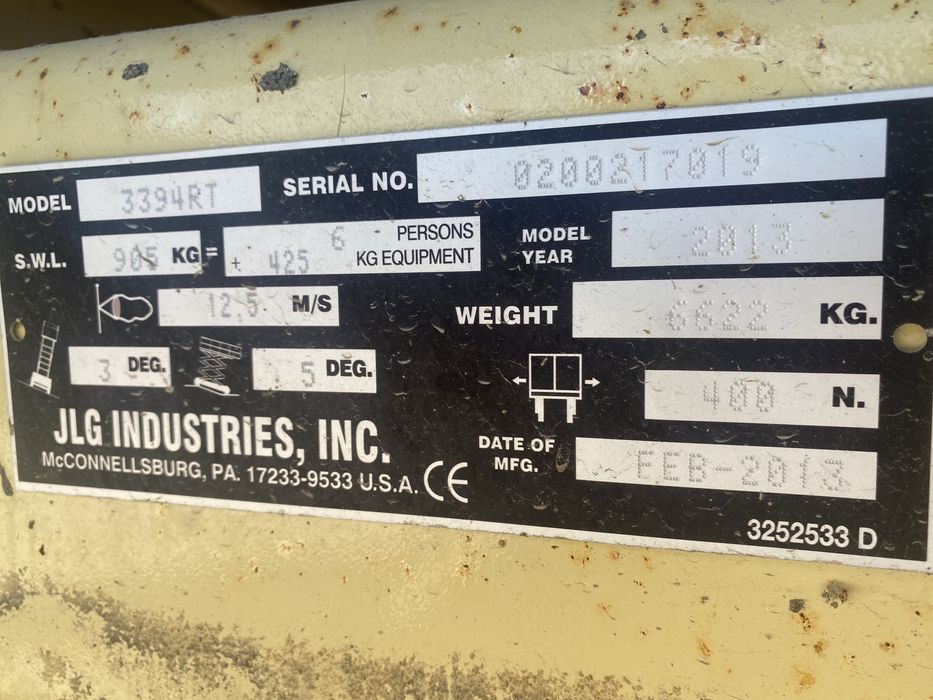 MODEL 3394RT SERIAL NO. 0200217019
S.W.L. 905 KG = 6 PERSONS
+ 425 KG EQUIPMENT
MODEL YEAR 2013
12.5 M/S
WEIGHT 6622 KG.
3 DEG. 5 DEG.
400 N.
JLG INDUSTRIES, INC.
McCONNELLSBURG, PA. 17233-9533 U.S.A. CE
DATE OF MFG. FEB-2013
3252533 D